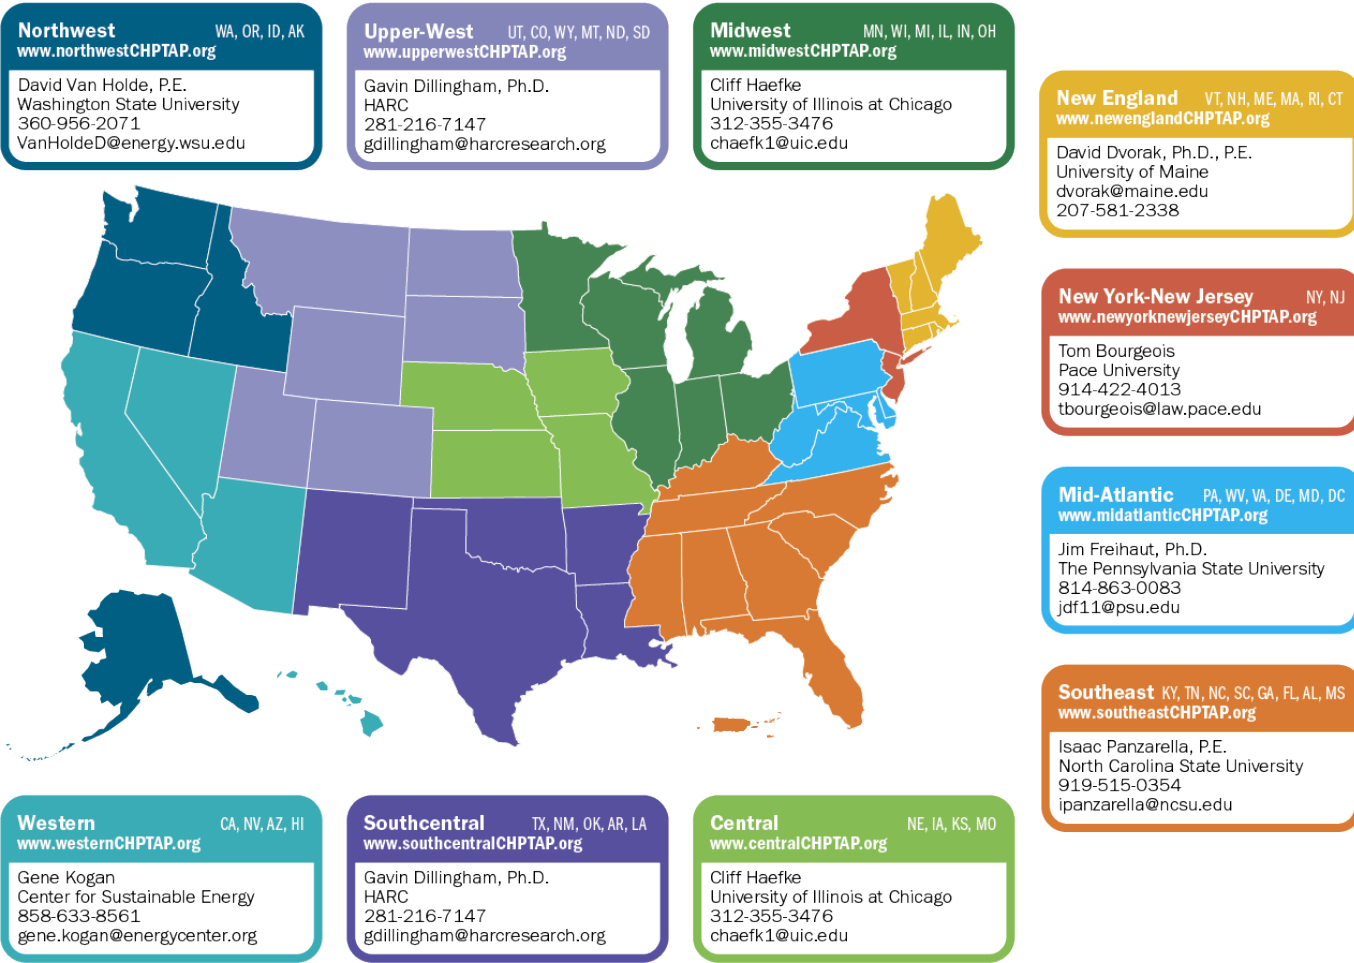 Northwest WA, OR, ID, AK
www.northwestCHPTAP.org
David Van Holde, P.E.
Washington State University
360-956-2071
VanHoldeD@energy.wsu.edu
Upper-West UT, CO, WY, MT, ND, SD
www.upperwestCHPTAP.org
Gavin Dillingham, Ph.D.
HARC
281-216-7147
gdillingham@harcresearch.org
Midwest MN, WI, MI, IL, IN, OH
www.midwestCHPTAP.org
Cliff Haefke
University of Illinois at Chicago
312-355-3476
chaefk1@uic.edu
New England VT, NH, ME, MA, RI, CT
www.newenglandCHPTAP.org
David Dvorak, Ph.D., P.E.
University of Maine
dvorak@maine.edu
207-581-2338
New York-New Jersey NY, NJ
www.newyorknewjerseyCHPTAP.org
Tom Bourgeois
Pace University
914-422-4013
tbourgeois@law.pace.edu
Mid-Atlantic PA, WV, VA, DE, MD, DC
www.midatlanticCHPTAP.org
Jim Freihaut, Ph.D.
The Pennsylvania State University
814-863-0083
jdf11@psu.edu
Southeast KY, TN, NC, SC, GA, FL, AL, MS
www.southeastCHPTAP.org
Isaac Panzarella, P.E.
North Carolina State University
919-515-0354
ipanzarella@ncsu.edu
Western CA, NV, AZ, HI
www.westernCHPTAP.org
Gene Kogan
Center for Sustainable Energy
858-633-8561
gene.kogan@energycenter.org
Southcentral TX, NM, OK, AR, LA
www.southcentralCHPTAP.org
Gavin Dillingham, Ph.D.
HARC
281-216-7147
gdillingham@harcresearch.org
Central NE, IA, KS, MO
www.centralCHPTAP.org
Cliff Haefke
University of Illinois at Chicago
312-355-3476
chaefk1@uic.edu